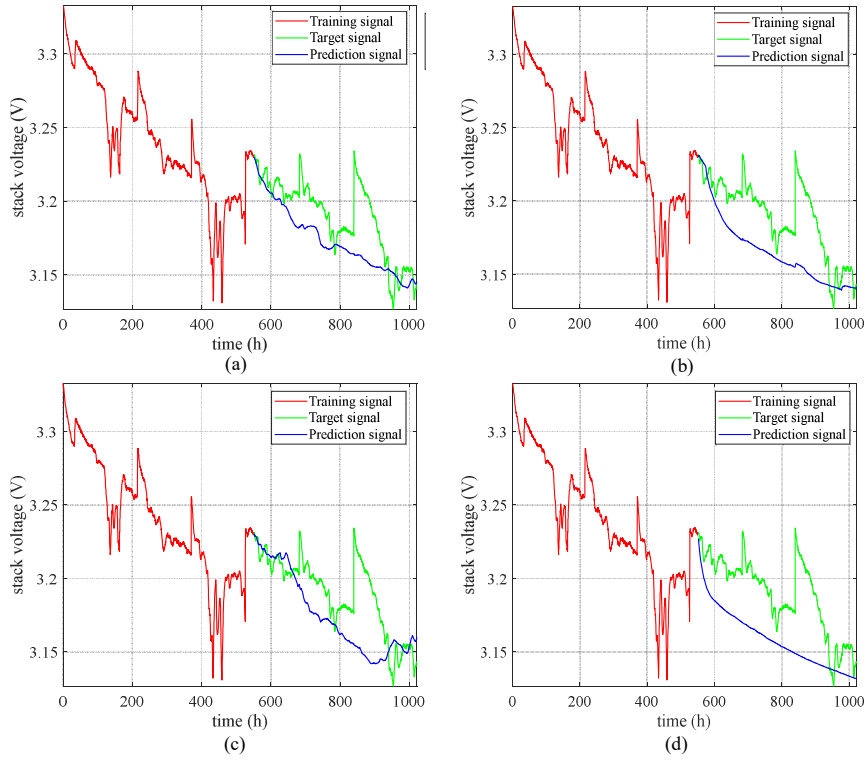 Training signal
Target signal
Prediction signal
3.3
3.25
3.2
3.15
stack voltage (V)
0 200 400 600 800 1000
time (h)
(a)
Training signal
Target signal
Prediction signal
3.3
3.25
3.2
3.15
stack voltage (V)
0 200 400 600 800 1000
time (h)
(b)
Training signal
Target signal
Prediction signal
3.3
3.25
3.2
3.15
stack voltage (V)
0 200 400 600 800 1000
time (h)
(c)
Training signal
Target signal
Prediction signal
3.3
3.25
3.2
3.15
stack voltage (V)
0 200 400 600 800 1000
time (h)
(d)